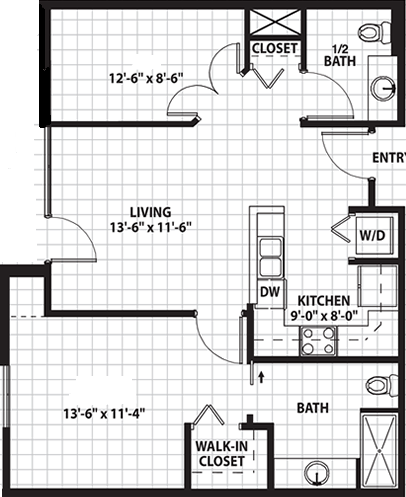 CLOSET
1/2
BATH
12'-6" x 8'-6"
ENTRY
LIVING
13'-6" x 11'-6"
W/D
DW
KITCHEN
9'-0" x 8'-0"
13'-6" x 11'-4"
BATH
WALK-IN
CLOSET